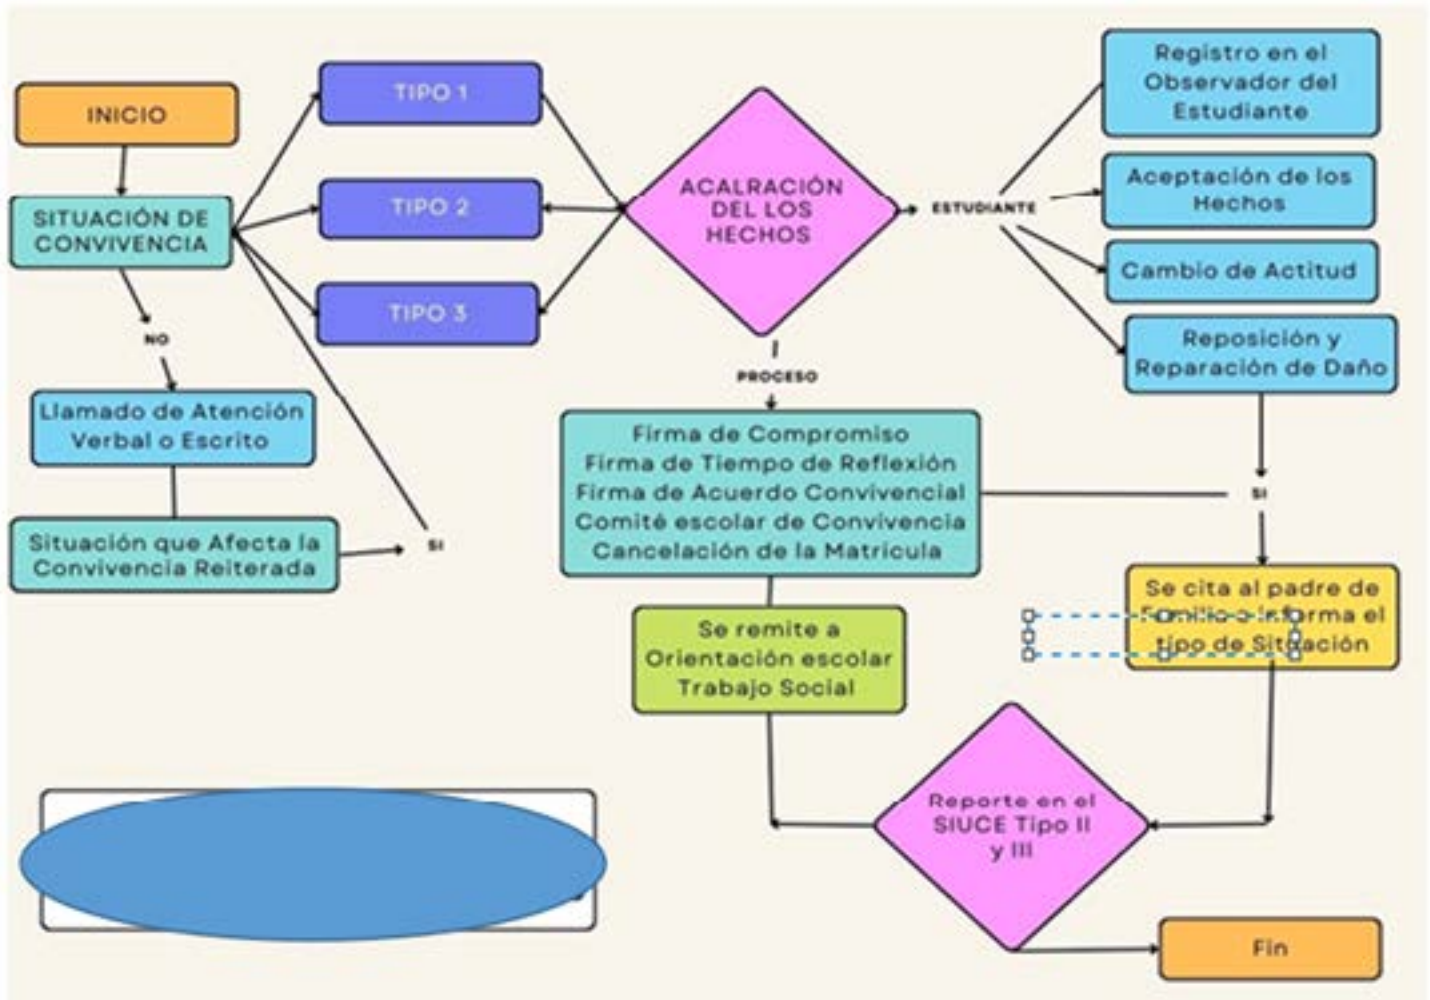 INICIO
SITUACIÓN DE
CONVIVENCIA
NO
Llamado de Atención
Verbal o Escrito
Situación que Afecta la
Convivencia Reiterada
SI
TIPO 1
TIPO 2
TIPO 3
ACALRACIÓN
DEL LOS
HECHOS
ESTUDIANTE
Registro en el
Observador del
Estudiante
Aceptación de los
Hechos
Cambio de Actitud
Reposición y
Reparación de Daño
PROCESO
Firma de Compromiso
Firma de Tiempo de Reflexión
Firma de Acuerdo Convivencial
Comité escolar de Convivencia
Cancelación de la Matricula
SI
Se cita al padre de
Familia e Informa el
tipo de Situación
Se remite a
Orientación escolar
Trabajo Social
Reporte en el
SIUCE Tipo II
y III
Fin